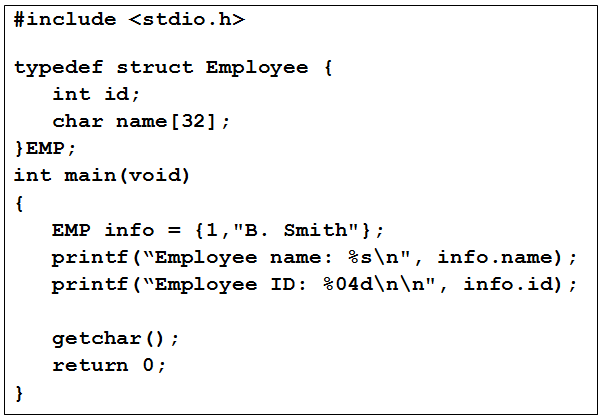 #include <stdio.h>
typedef struct Employee {
int id;
char name[32];
}EMP;
int main(void)
{
EMP info = {1,"B. Smith"};
printf(“Employee name: %s\n", info.name);
printf(“Employee ID: %04d\n\n", info.id);
getchar();
return 0;
}